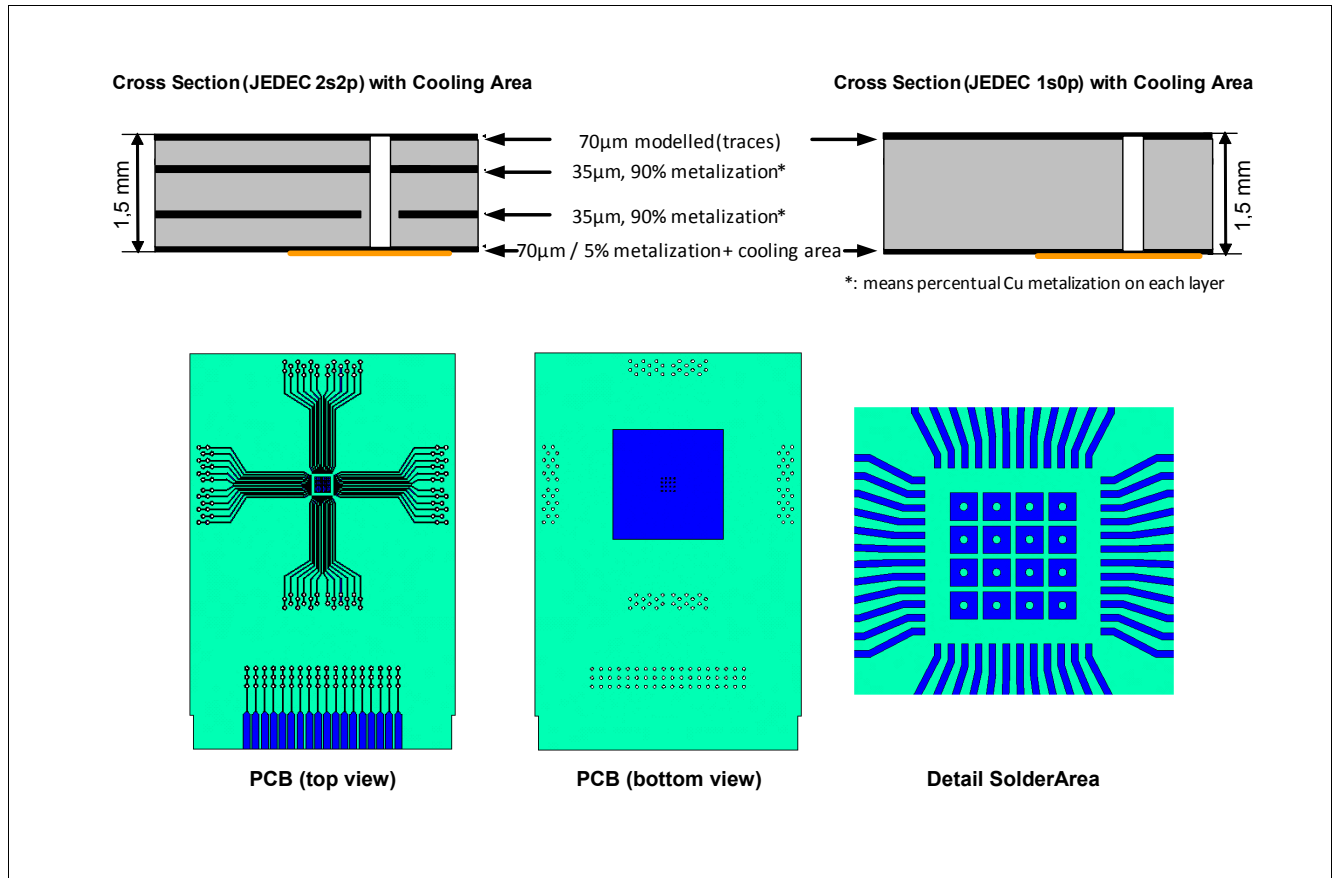 Cross Section (JEDEC 2s2p) with Cooling Area
Cross Section (JEDEC 1s0p) with Cooling Area
1,5 mm
70µm modelled (traces)
35µm, 90% metalization*
35µm, 90% metalization*
70µm / 5% metalization + cooling area
1,5 mm
*: means percentual Cu metalization on each layer
PCB (top view)
PCB (bottom view)
Detail SolderArea